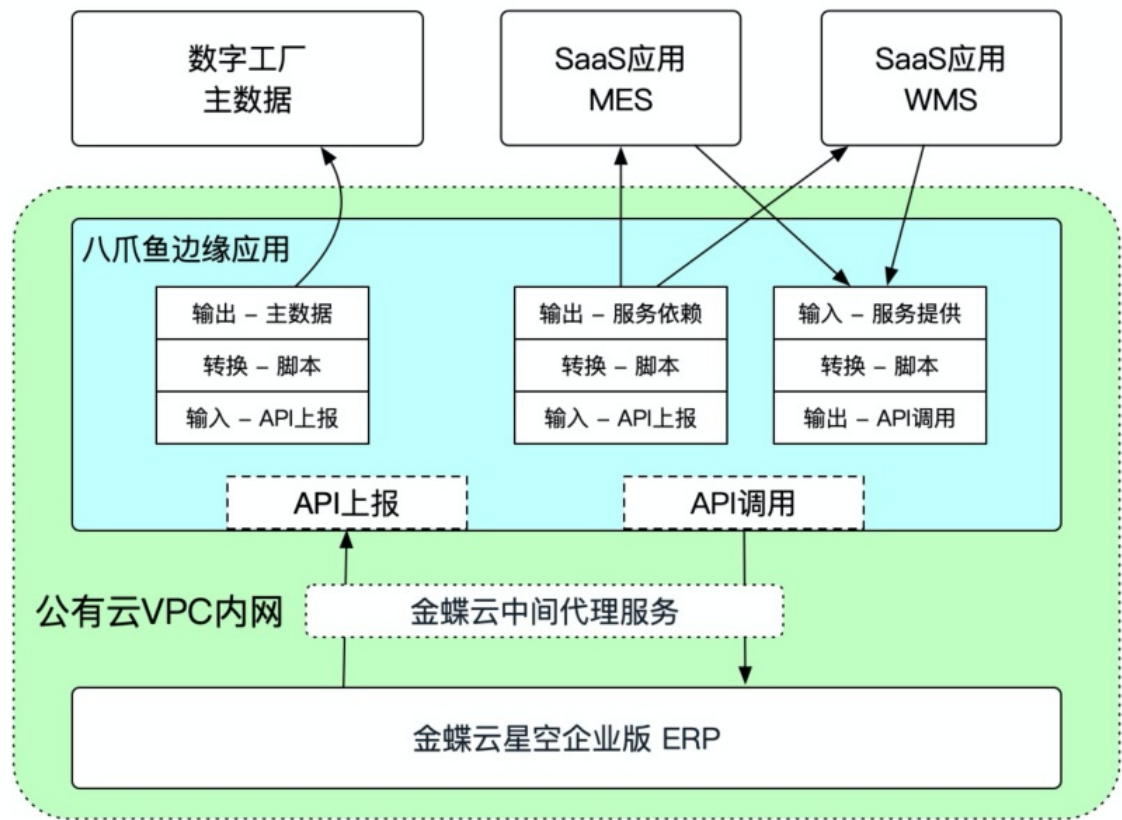 数字工厂
主数据
SaaS应用
MES
SaaS应用
WMS
八爪鱼边缘应用
输出 – 主数据
转换 – 脚本
输入 – API上报
输出 – 服务依赖
转换 – 脚本
输入 – API上报
输入 – 服务提供
转换 – 脚本
输出 – API调用
API上报
API调用
公有云VPC内网
金蝶云中间代理服务
金蝶云星空企业版 ERP